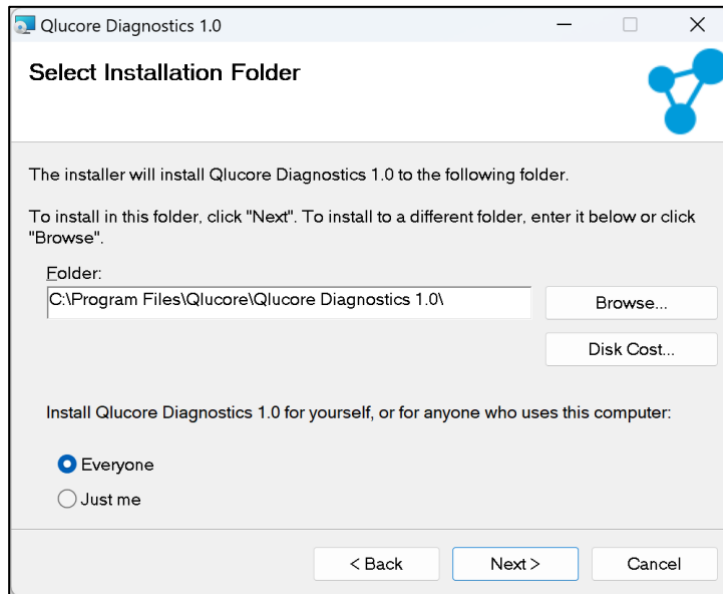 Qlucore Diagnostics 1.0
Select Installation Folder
The installer will install Qlucore Diagnostics 1.0 to the following folder.
To install in this folder, click "Next". To install to a different folder, enter it below or click
"Browse".
Folder:
C:\Program Files\Qlucore\Qlucore Diagnostics 1.0\
Browse...
Disk Cost...
Install Qlucore Diagnostics 1.0 for yourself, or for anyone who uses this computer:
Everyone
Just me
< Back
Next >
Cancel